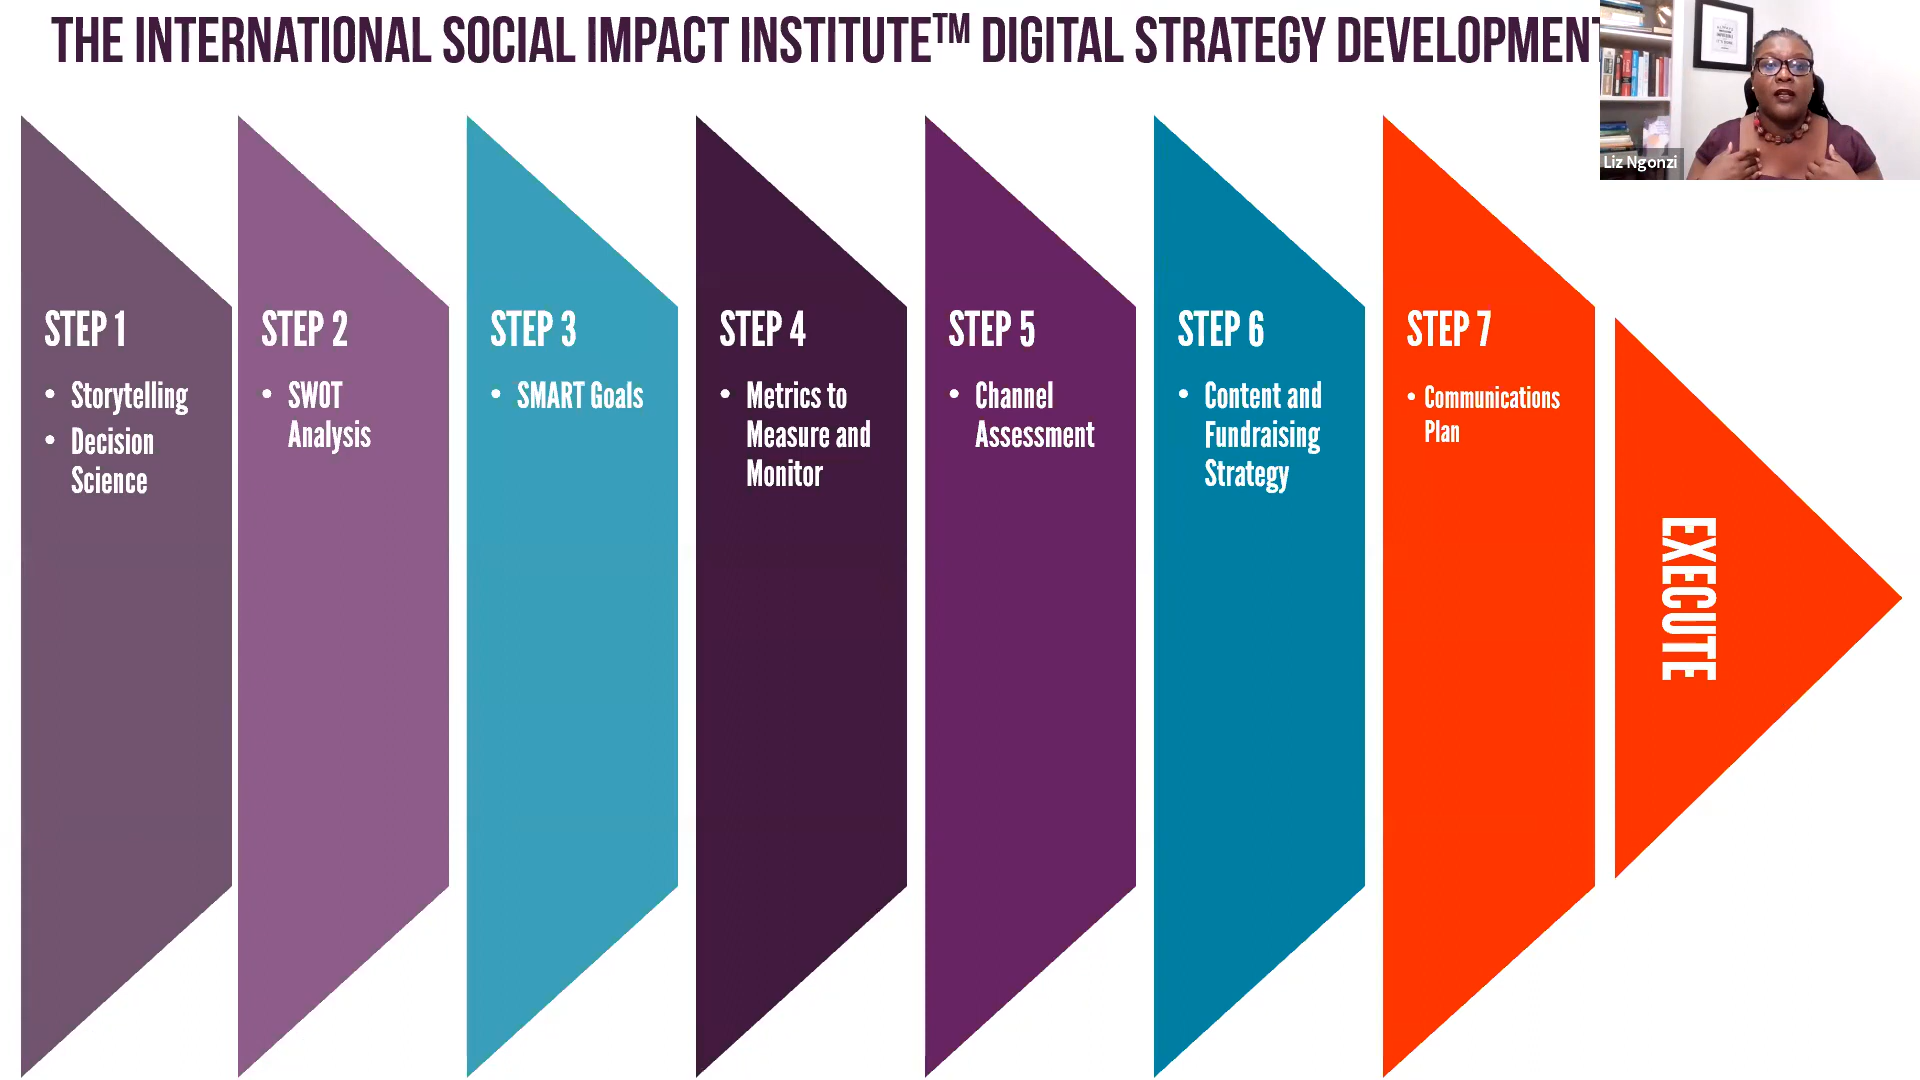 THE INTERNATIONAL SOCIAL IMPACT INSTITUTE™ DIGITAL STRATEGY DEVELOPMENT
Liz Ngonzi
STEP 1
• Storytelling
• Decision
Science
STEP 2
• SWOT
Analysis
STEP 3
• SMART Goals
STEP 4
• Metrics to
Measure and
Monitor
STEP 5
• Channel
Assessment
STEP 6
• Content and
Fundraising
Strategy
STEP 7
• Communications
Plan
EXECUTE